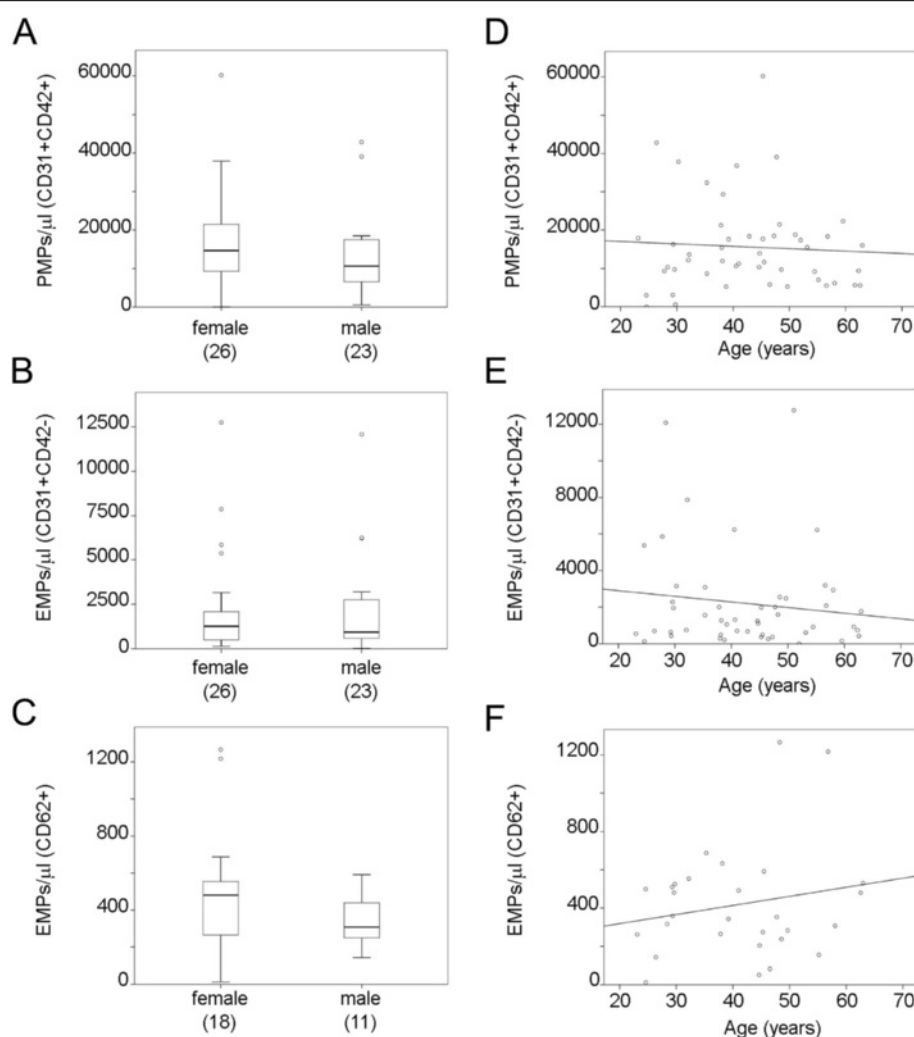 A
PMPs/μl (CD31+CD42+)
60000
40000
20000
0
female
(26)
male
(23)
D
PMPs/μl (CD31+CD42+)
60000
40000
20000
0
20 30 40 50 60 70
Age (years)
B
EMPs/μl (CD31+CD42-)
12500
10000
7500
5000
2500
0
female
(26)
male
(23)
E
EMPs/μl (CD31+CD42-)
12000
8000
4000
0
20 30 40 50 60 70
Age (years)
C
EMPs/μl (CD62+)
1200
800
400
0
female
(18)
male
(11)
F
EMPs/μl (CD62+)
1200
800
400
0
20 30 40 50 60 70
Age (years)